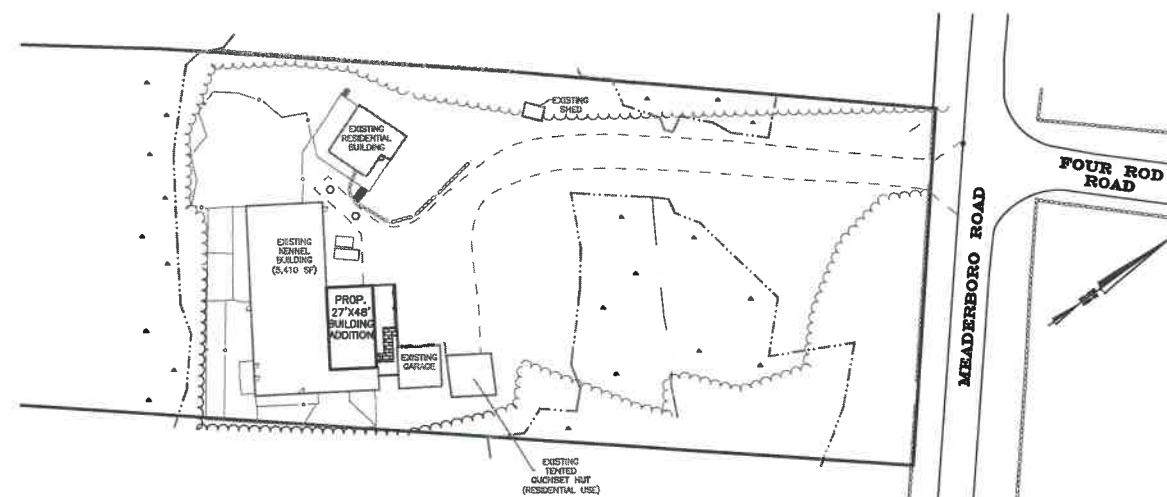 EXISTING
SHED
EXISTING
RESIDENTIAL
BUILDING
FOUR ROD
ROAD
MEADERBORO ROAD
EXISTING
KENNEL
BUILDING
(5,410 SF)
PROP.
27'X48'
BUILDING
ADDITION
EXISTING
GARAGE
EXISTING
TENTED
QUONSET HUT
(RESIDENTIAL USE)